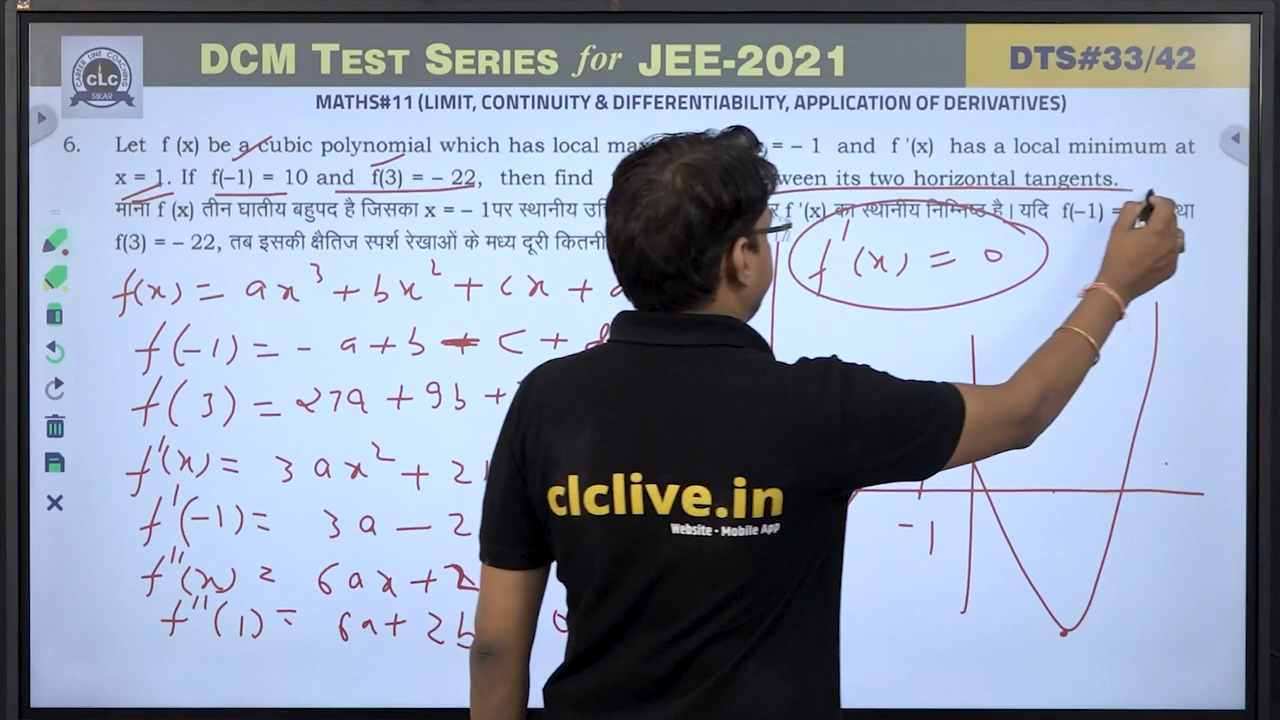 DCM TEST SERIES for JEE-2021
DTS#33/42
CAREER LINE COACHING
CLC
SIKAR
MATHS#11 (LIMIT, CONTINUITY & DIFFERENTIABILITY, APPLICATION OF DERIVATIVES)
6. Let f (x) be a cubic polynomial which has local = – 1 and f '(x) has a local minimum at
x = 1. If f(–1) = 10 and f(3) = – 22, then find its two horizontal tangents.
माना f (x) तीन घातीय बहुपद है जिसका x = – 1पर स्थानीय f '(x) का स्थानीय निम्निष्ठ है। यदि f(–1) =
f(3) = – 22, तब इसकी क्षैतिज स्पर्श रेखाओं के मध्य दूरी
f'(x) = 0
f(x) = ax³ + bx² + cx +
f(-1) = - a + b + c +
f(3) = 27a + 9b +
f'(x) = 3ax² + 2
f'(-1) = 3a - 2
f''(x) = 6ax + 2
f''(1) = 6a + 2b
-1
clclive.in
Website - Mobile App